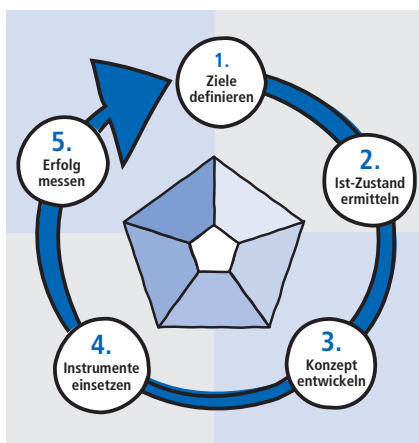 1.
Ziele
definieren
2.
Ist-Zustand
ermitteln
3.
Konzept
entwickeln
4.
Instrumente
einsetzen
5.
Erfolg
messen